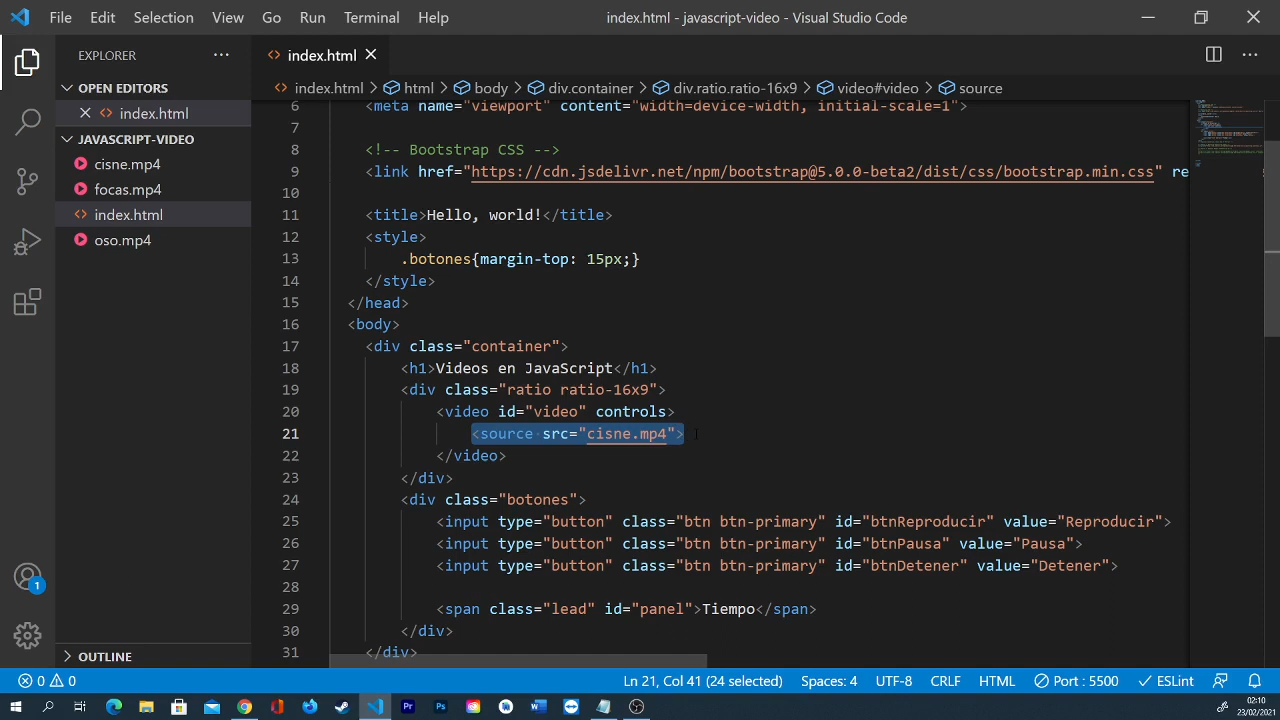 File Edit Selection View Go Run Terminal Help index.html - javascript-video - Visual Studio Code
EXPLORER
OPEN EDITORS
index.html
JAVASCRIPT-VIDEO
cisne.mp4
focas.mp4
index.html
oso.mp4
OUTLINE
index.html
index.html > html > body > div.container > div.ratio.ratio-16x9 > video#video > source
6 <meta name="viewport" content="width=device-width, initial-scale=1">
7
8 <!-- Bootstrap CSS -->
9 <link href="https://cdn.jsdelivr.net/npm/bootstrap@5.0.0-beta2/dist/css/bootstrap.min.css" re
10
11 <title>Hello, world!</title>
12 <style>
13 .botones{margin-top: 15px;}
14 </style>
15 </head>
16 <body>
17 <div class="container">
18 <h1>Videos en JavaScript</h1>
19 <div class="ratio ratio-16x9">
20 <video id="video" controls>
21 <source src="cisne.mp4">
22 </video>
23 </div>
24 <div class="botones">
25 <input type="button" class="btn btn-primary" id="btnReproducir" value="Reproducir">
26 <input type="button" class="btn btn-primary" id="btnPausa" value="Pausa">
27 <input type="button" class="btn btn-primary" id="btnDetener" value="Detener">
28
29 <span class="lead" id="panel">Tiempo</span>
30 </div>
31 </div>
1
0 0 Ln 21, Col 41 (24 selected) Spaces: 4 UTF-8 CRLF HTML Port : 5500 ESLint
02:10
23/02/2021